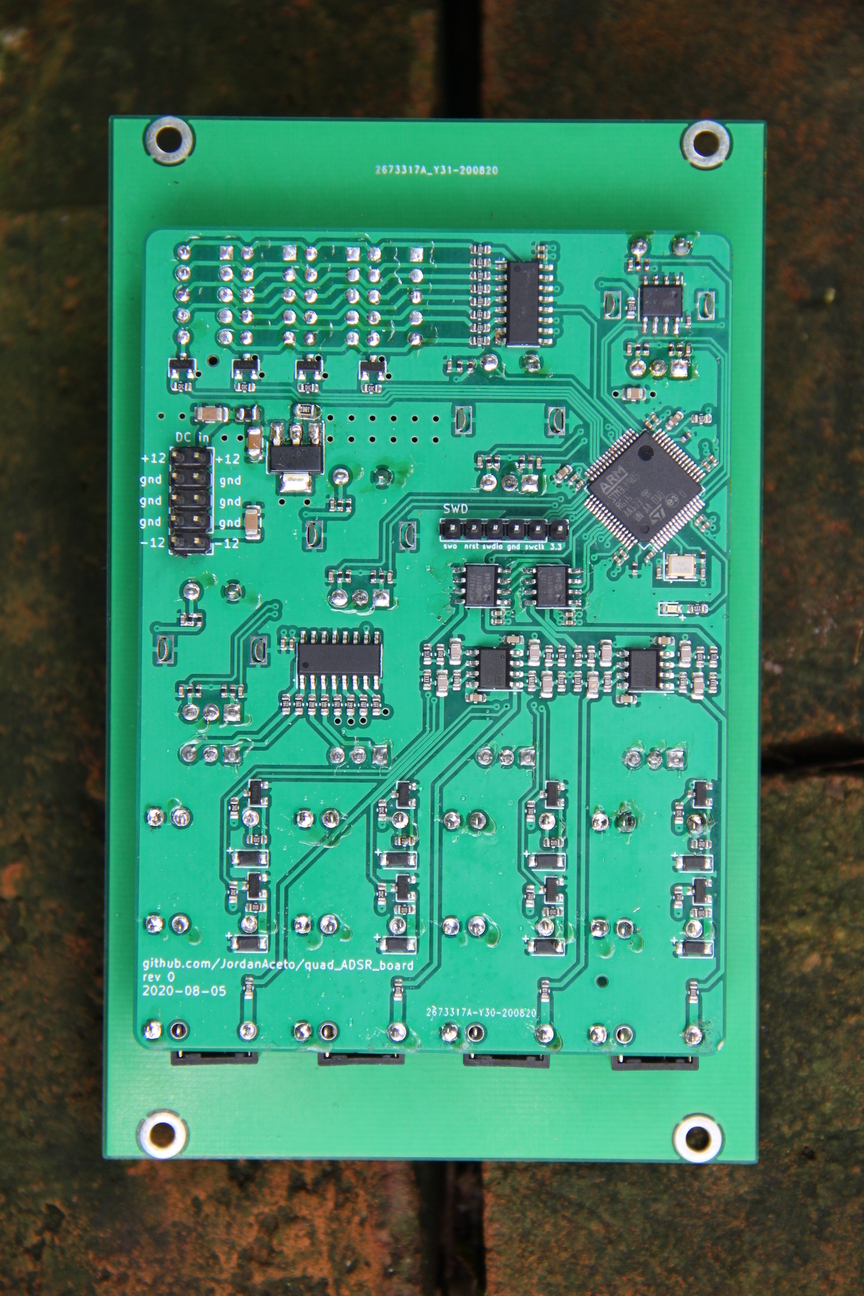 2673317A_Y31-200820
DC in
+12 +12
gnd gnd
gnd gnd
gnd gnd
-12 -12
SWD
swo nrst swdio gnd swclk 3.3
ARM
github.com/JordanAceto/quad_ADSR_board
rev 0
2020-08-05
2673317A-Y30-200820